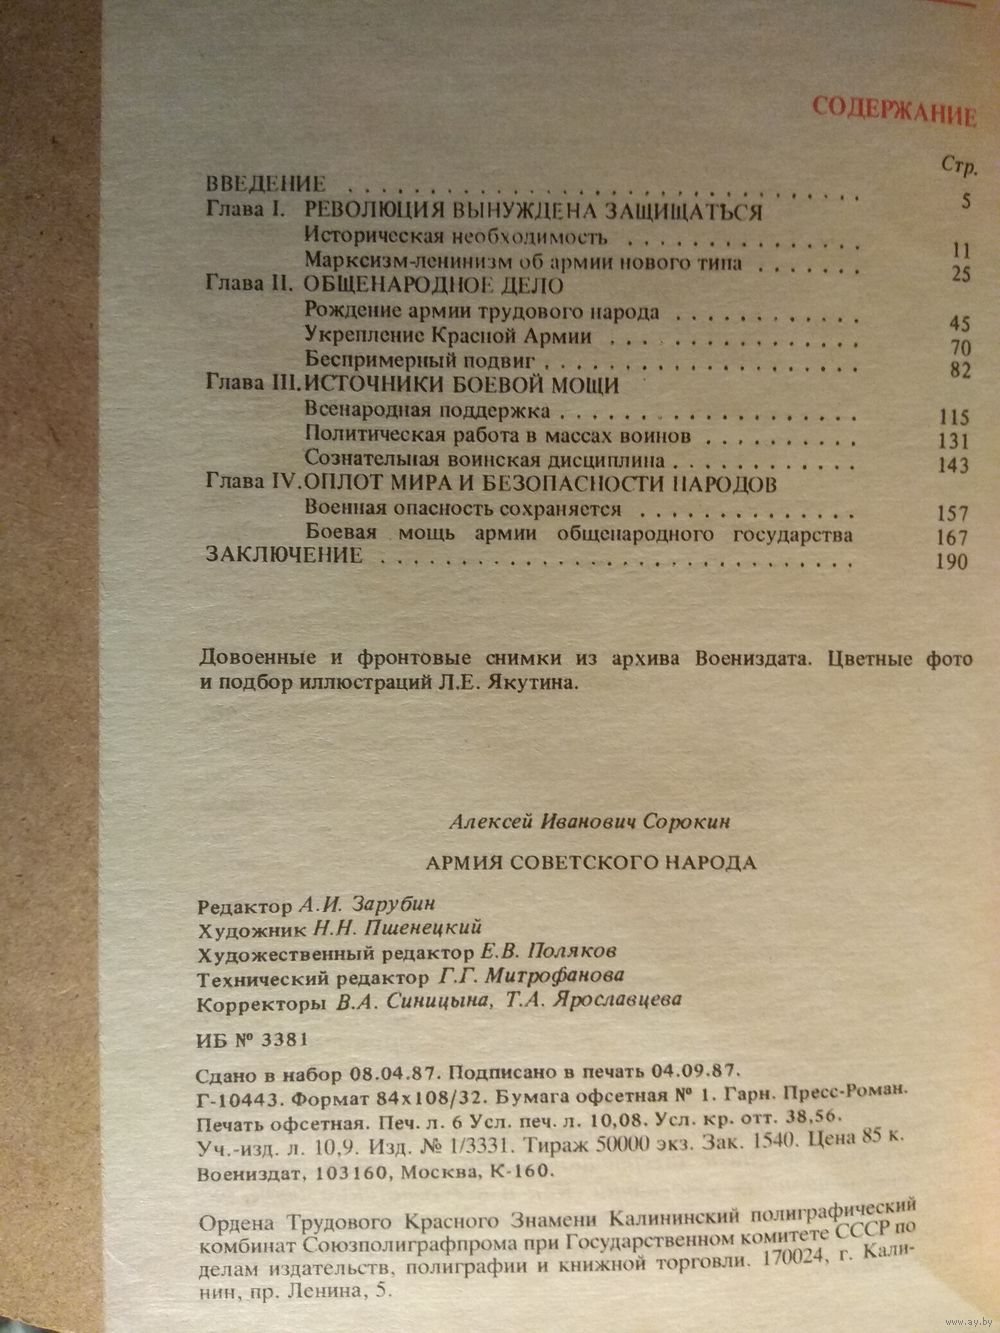 СОДЕРЖАНИЕ
Стр.
ВВЕДЕНИЕ . . . . . . . . . . . . . . . . . . . . . . . . . . . . . . 5
Глава I. РЕВОЛЮЦИЯ ВЫНУЖДЕНА ЗАЩИЩАТЬСЯ
Историческая необходимость . . . . . . . . . . . . . . 11
Марксизм-ленинизм об армии нового типа . . . . . . . 25
Глава II. ОБЩЕНАРОДНОЕ ДЕЛО
Рождение армии трудового народа . . . . . . . . . . . . 45
Укрепление Красной Армии . . . . . . . . . . . . . . . 70
Беспримерный подвиг . . . . . . . . . . . . . . . . . . . 82
Глава III. ИСТОЧНИКИ БОЕВОЙ МОЩИ
Всенародная поддержка . . . . . . . . . . . . . . . . . . 115
Политическая работа в массах воинов . . . . . . . . . . 131
Сознательная воинская дисциплина . . . . . . . . . . . . 143
Глава IV. ОПЛОТ МИРА И БЕЗОПАСНОСТИ НАРОДОВ
Военная опасность сохраняется . . . . . . . . . . . . . . 157
Боевая мощь армии общенародного государства 167
ЗАКЛЮЧЕНИЕ . . . . . . . . . . . . . . . . . . . . . . . . . . . . 190
Довоенные и фронтовые снимки из архива Воениздата. Цветные фото
и подбор иллюстраций Л.Е. Якутина.
Алексей Иванович Сорокин
АРМИЯ СОВЕТСКОГО НАРОДА
Редактор А.И. Зарубин
Художник Н.Н. Пшенецкий
Художественный редактор Е.В. Поляков
Технический редактор Г.Г. Митрофанова
Корректоры В.А. Синицына, Т.А. Ярославцева
ИБ № 3381
Сдано в набор 08.04.87. Подписано в печать 04.09.87.
Г-10443. Формат 84х108/32. Бумага офсетная № 1. Гарн. Пресс-Роман.
Печать офсетная. Печ. л. 6 Усл. печ. л. 10,08. Усл. кр. отт. 38,56.
Уч.-изд. л. 10,9. Изд. № 1/3331. Тираж 50000 экз. Зак. 1540. Цена 85 к.
Воениздат, 103160, Москва, К-160.
Ордена Трудового Красного Знамени Калининский полиграфический
комбинат Союзполиграфпрома при Государственном комитете СССР по
делам издательств, полиграфии и книжной торговли. 170024, г. Кали-
нин, пр. Ленина, 5.
www.ay.by